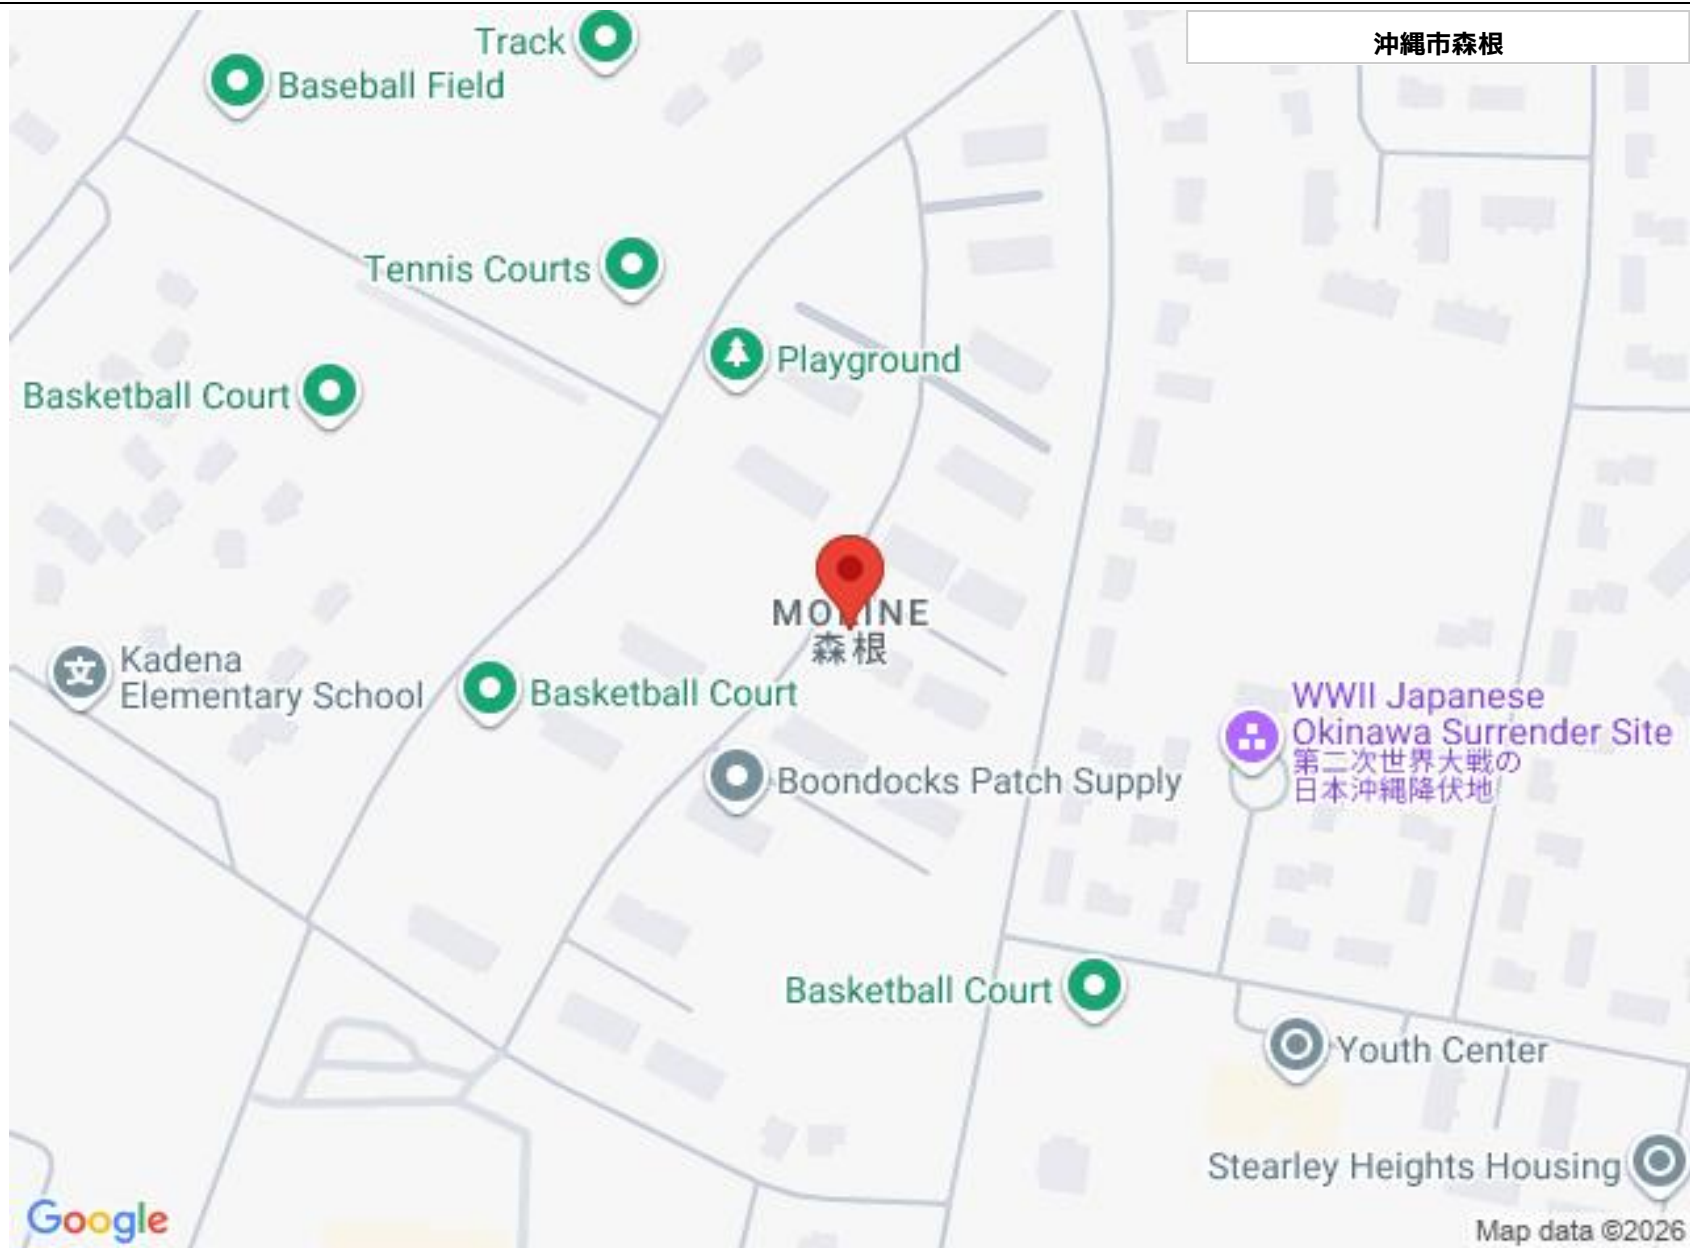 沖縄市森根
Track
Baseball Field
Tennis Courts
Playground
Basketball Court
MORINE
森根
Kadena
Elementary School
Basketball Court
WWII Japanese
Okinawa Surrender Site
第二次世界大戦の
日本沖縄降伏地
Boondocks Patch Supply
Basketball Court
Youth Center
Stearley Heights Housing
Google
Map data ©2026